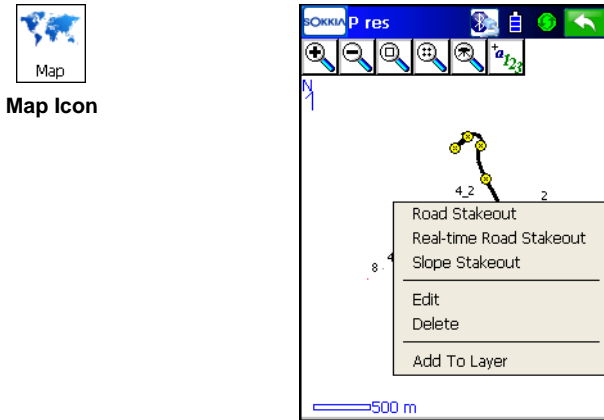 Map
Map Icon
SOKKIA P res
+a123
N
4_2
2
4
8
Road Stakeout
Real-time Road Stakeout
Slope Stakeout
Edit
Delete
Add To Layer
500 m